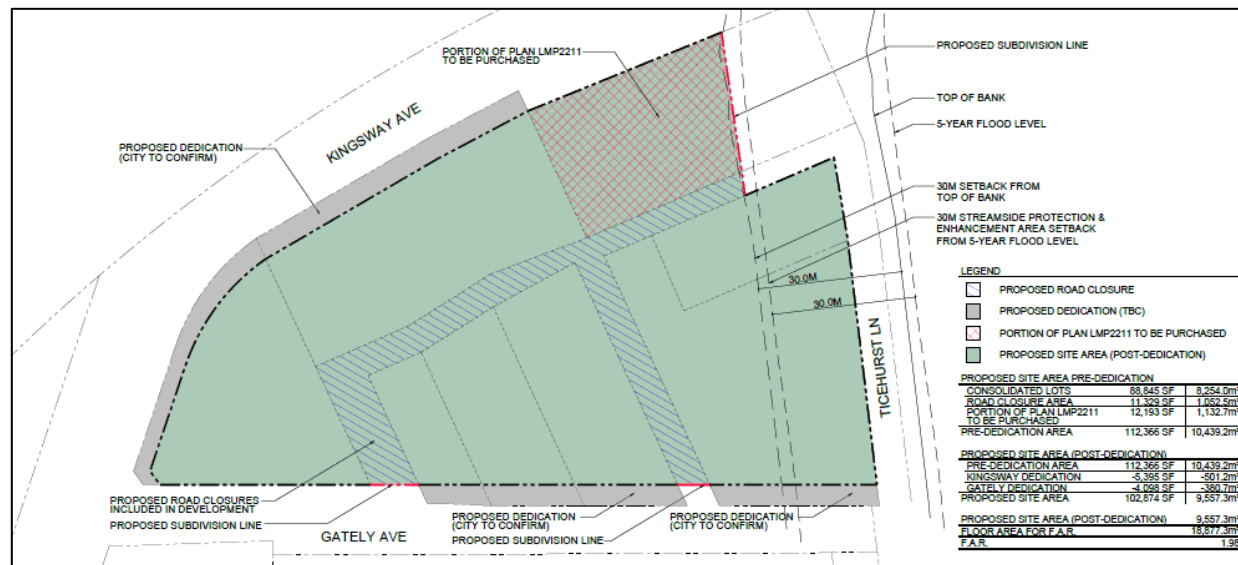 PORTION OF PLAN LMP2211
TO BE PURCHASED
PROPOSED SUBDIVISION LINE
KINGSWAY AVE
TOP OF BANK
5-YEAR FLOOD LEVEL
PROPOSED DEDICATION
(CITY TO CONFIRM)
30M SETBACK FROM
TOP OF BANK
30M STREAMSIDE PROTECTION &
ENHANCEMENT AREA SETBACK
FROM 5-YEAR FLOOD LEVEL
30.0M
30.0M
TICEHURST LN
LEGEND
PROPOSED ROAD CLOSURE
PROPOSED DEDICATION (TBC)
PORTION OF PLAN LMP2211 TO BE PURCHASED
PROPOSED SITE AREA (POST-DEDICATION)
PROPOSED SITE AREA PRE-DEDICATION
CONSOLIDATED LOTS 88,845 SF 8,254.0m²
ROAD CLOSURE AREA 11,329 SF 1,052.5m²
PORTION OF PLAN LMP2211 12,193 SF 1,132.7m²
TO BE PURCHASED
PRE-DEDICATION AREA 112,366 SF 10,439.2m²
PROPOSED SITE AREA (POST-DEDICATION)
PRE-DEDICATION AREA 112,366 SF 10,439.2m²
KINGSWAY DEDICATION -5,395 SF -501.2m²
GATELY DEDICATION -4,098 SF -380.7m²
PROPOSED SITE AREA 102,874 SF 9,557.3m²
PROPOSED SITE AREA (POST-DEDICATION) 9,557.3m²
FLOOR AREA FOR F.A.R. 18,877.3m²
F.A.R. 1.98
PROPOSED ROAD CLOSURES
INCLUDED IN DEVELOPMENT
PROPOSED SUBDIVISION LINE
GATELY AVE
PROPOSED DEDICATION
(CITY TO CONFIRM)
PROPOSED SUBDIVISION LINE
PROPOSED DEDICATION
(CITY TO CONFIRM)